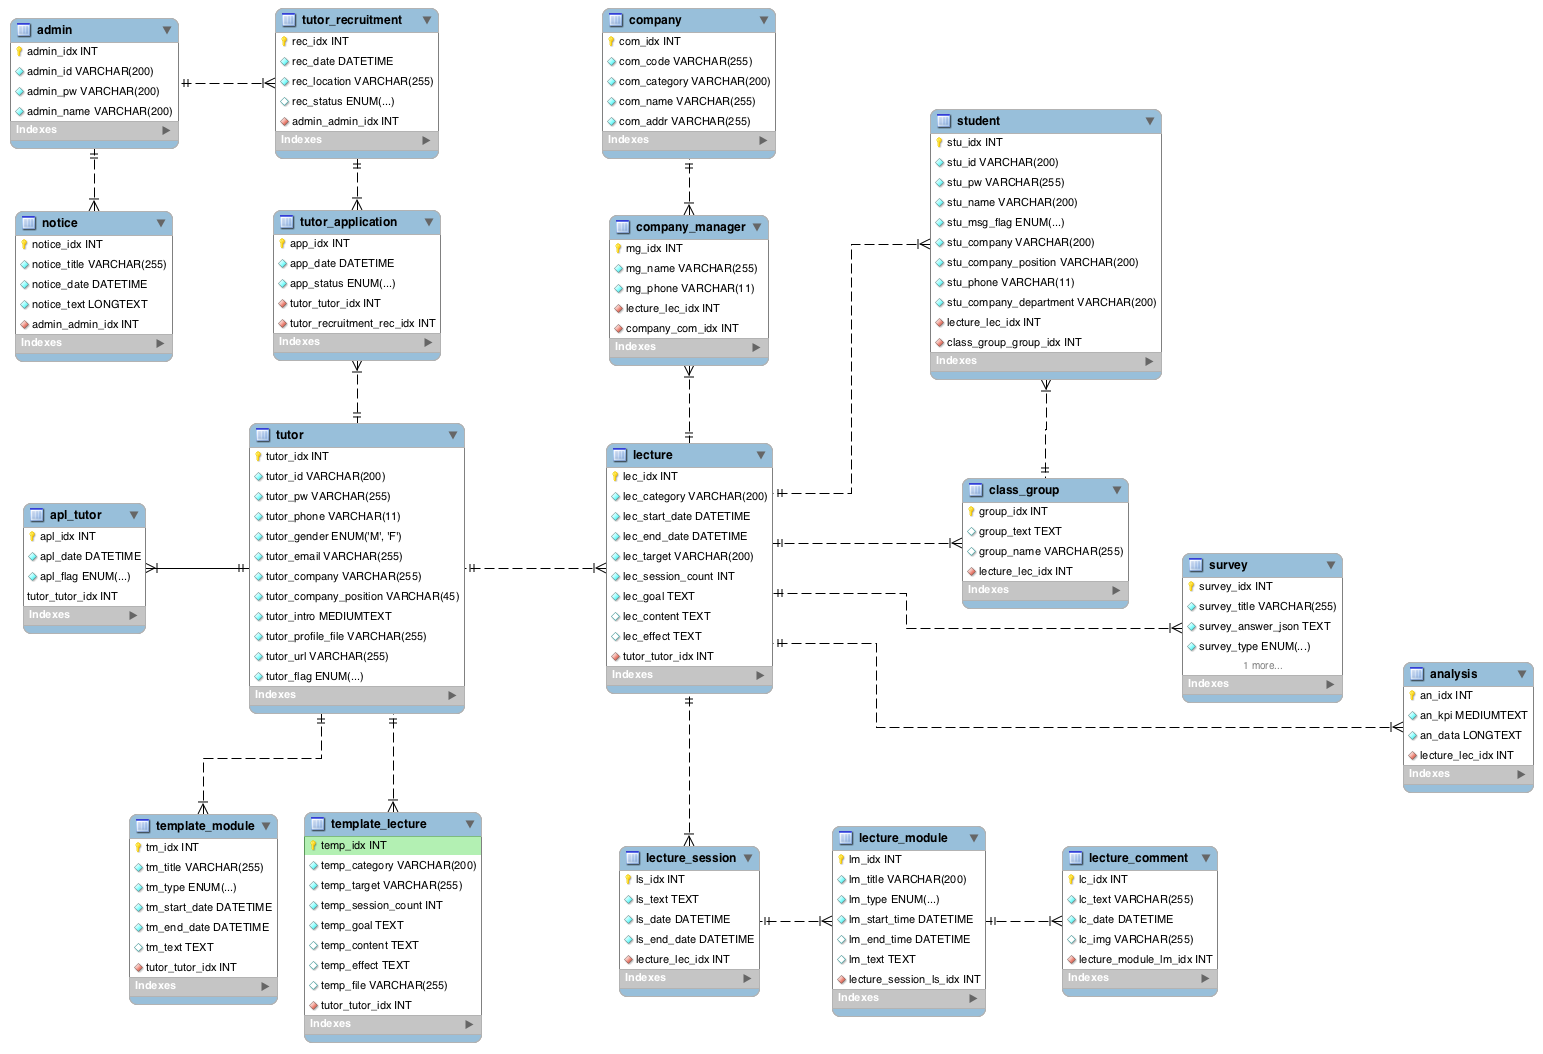 admin
admin_idx INT
admin_id VARCHAR(200)
admin_pw VARCHAR(200)
admin_name VARCHAR(200)
Indexes
tutor_recruitment
rec_idx INT
rec_date DATETIME
rec_location VARCHAR(255)
rec_status ENUM(...)
admin_admin_idx INT
Indexes
company
com_idx INT
com_code VARCHAR(255)
com_category VARCHAR(200)
com_name VARCHAR(255)
com_addr VARCHAR(255)
Indexes
student
stu_idx INT
stu_id VARCHAR(200)
stu_pw VARCHAR(255)
stu_name VARCHAR(200)
stu_msg_flag ENUM(...)
stu_company VARCHAR(200)
stu_company_position VARCHAR(200)
stu_phone VARCHAR(11)
stu_company_department VARCHAR(200)
lecture_lec_idx INT
class_group_group_idx INT
Indexes
notice
notice_idx INT
notice_title VARCHAR(255)
notice_date DATETIME
notice_text LONGTEXT
admin_admin_idx INT
Indexes
tutor_application
app_idx INT
app_date DATETIME
app_status ENUM(...)
tutor_tutor_idx INT
tutor_recruitment_rec_idx INT
Indexes
company_manager
mg_idx INT
mg_name VARCHAR(255)
mg_phone VARCHAR(11)
lecture_lec_idx INT
company_com_idx INT
Indexes
tutor
tutor_idx INT
tutor_id VARCHAR(200)
tutor_pw VARCHAR(255)
tutor_phone VARCHAR(11)
tutor_gender ENUM('M', 'F')
tutor_email VARCHAR(255)
tutor_company VARCHAR(255)
tutor_company_position VARCHAR(45)
tutor_intro MEDIUMTEXT
tutor_profile_file VARCHAR(255)
tutor_url VARCHAR(255)
tutor_flag ENUM(...)
Indexes
apl_tutor
apl_idx INT
apl_date DATETIME
apl_flag ENUM(...)
tutor_tutor_idx INT
Indexes
lecture
lec_idx INT
lec_category VARCHAR(200)
lec_start_date DATETIME
lec_end_date DATETIME
lec_target VARCHAR(200)
lec_session_count INT
lec_goal TEXT
lec_content TEXT
lec_effect TEXT
tutor_tutor_idx INT
Indexes
class_group
group_idx INT
group_text TEXT
group_name VARCHAR(255)
lecture_lec_idx INT
Indexes
survey
survey_idx INT
survey_title VARCHAR(255)
survey_answer_json TEXT
survey_type ENUM(...)
1 more...
Indexes
analysis
an_idx INT
an_kpi MEDIUMTEXT
an_data LONGTEXT
lecture_lec_idx INT
Indexes
template_module
tm_idx INT
tm_title VARCHAR(255)
tm_type ENUM(...)
tm_start_date DATETIME
tm_end_date DATETIME
tm_text TEXT
tutor_tutor_idx INT
Indexes
template_lecture
temp_idx INT
temp_category VARCHAR(200)
temp_target VARCHAR(255)
temp_session_count INT
temp_goal TEXT
temp_content TEXT
temp_effect TEXT
temp_file VARCHAR(255)
tutor_tutor_idx INT
Indexes
lecture_session
ls_idx INT
ls_text TEXT
ls_date DATETIME
ls_end_date DATETIME
lecture_lec_idx INT
Indexes
lecture_module
lm_idx INT
lm_title VARCHAR(200)
lm_type ENUM(...)
lm_start_time DATETIME
lm_end_time DATETIME
lm_text TEXT
lecture_session_ls_idx INT
Indexes
lecture_comment
lc_idx INT
lc_text VARCHAR(255)
lc_date DATETIME
lc_img VARCHAR(255)
lecture_module_lm_idx INT
Indexes